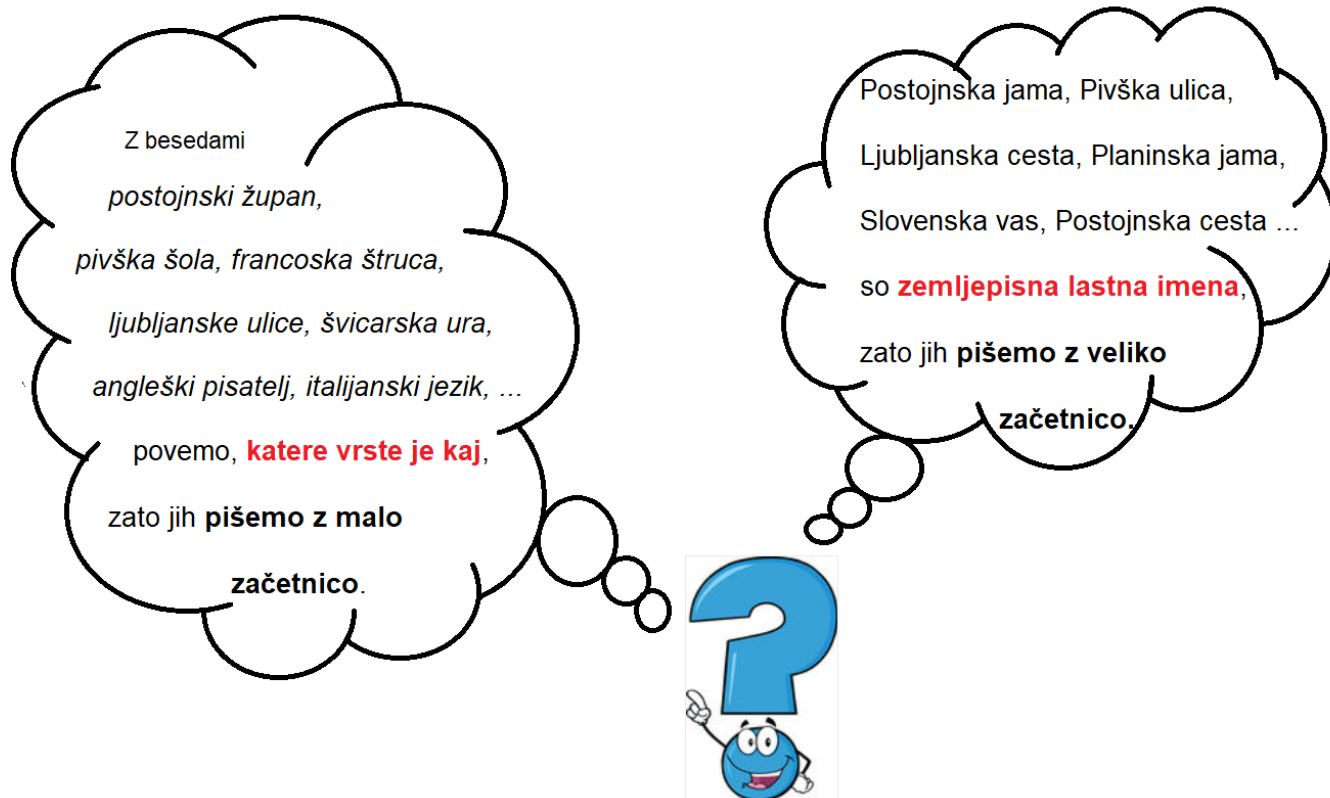 Z besedami
postojnski župan,
pivška šola, francoska štruca,
ljubljanske ulice, švicarska ura,
angleški pisatelj, italijanski jezik, ...
povemo, katere vrste je kaj,
zato jih pišemo z malo
začetnico.
Postojnska jama, Pivška ulica,
Ljubljanska cesta, Planinska jama,
Slovenska vas, Postojnska cesta ...
so zemljepisna lastna imena,
zato jih pišemo z veliko
začetnico.